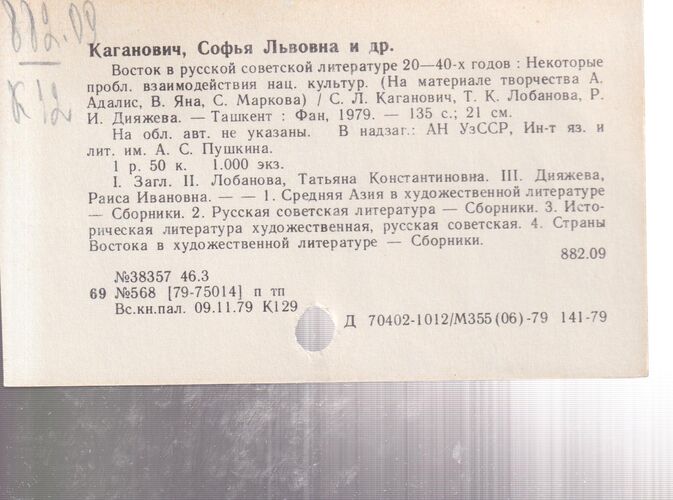 882.09
К 12
Каганович, Софья Львовна и др.
Восток в русской советской литературе 20—40-х годов : Некоторые
пробл. взаимодействия нац. культур. (На материале творчества А.
Адалис, В. Яна, С. Маркова) / С. Л. Каганович, Т. К. Лобанова, Р.
И. Дияжева. — Ташкент : Фан, 1979. — 135 с.; 21 см.
На обл. авт. не указаны. В надзаг.: АН УзССР, Ин-т яз. и
лит. им. А. С. Пушкина.
1 р. 50 к. 1.000 экз.
I. Загл. II. Лобанова, Татьяна Константиновна. III. Дияжева,
Раиса Ивановна. — — 1. Средняя Азия в художественной литературе
— Сборники. 2. Русская советская литература — Сборники. 3. Исто-
рическая литература художественная, русская советская. 4. Страны
Востока в художественной литературе — Сборники.
882.09
№38357 46.3
69 №568 [79-75014] п тп
Вс.кн.пал. 09.11.79 К129
Д 70402-1012/М355(06)-79 141-79